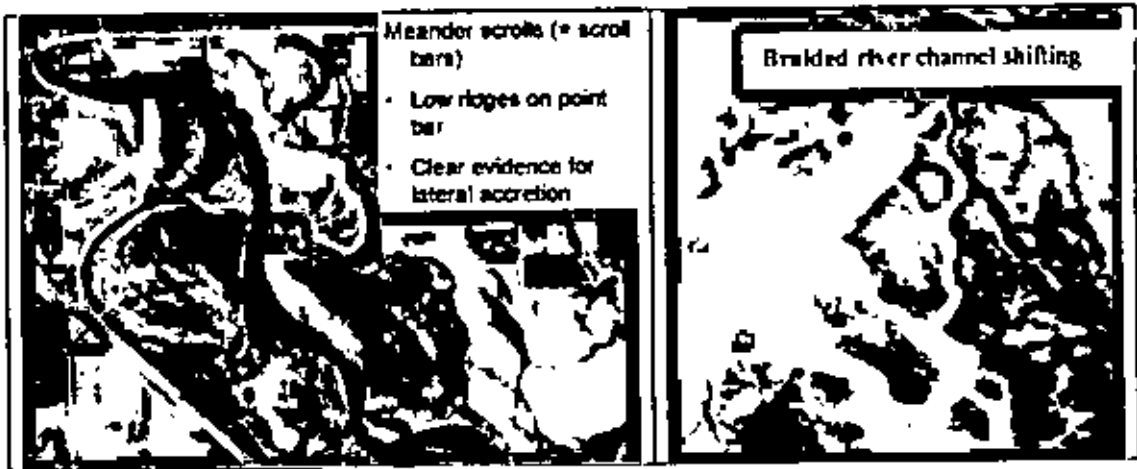 Meander scrolls (= scroll
bars)
- Low ridges on point
bar
- Clear evidence for
lateral accretion
Braided river channel shifting